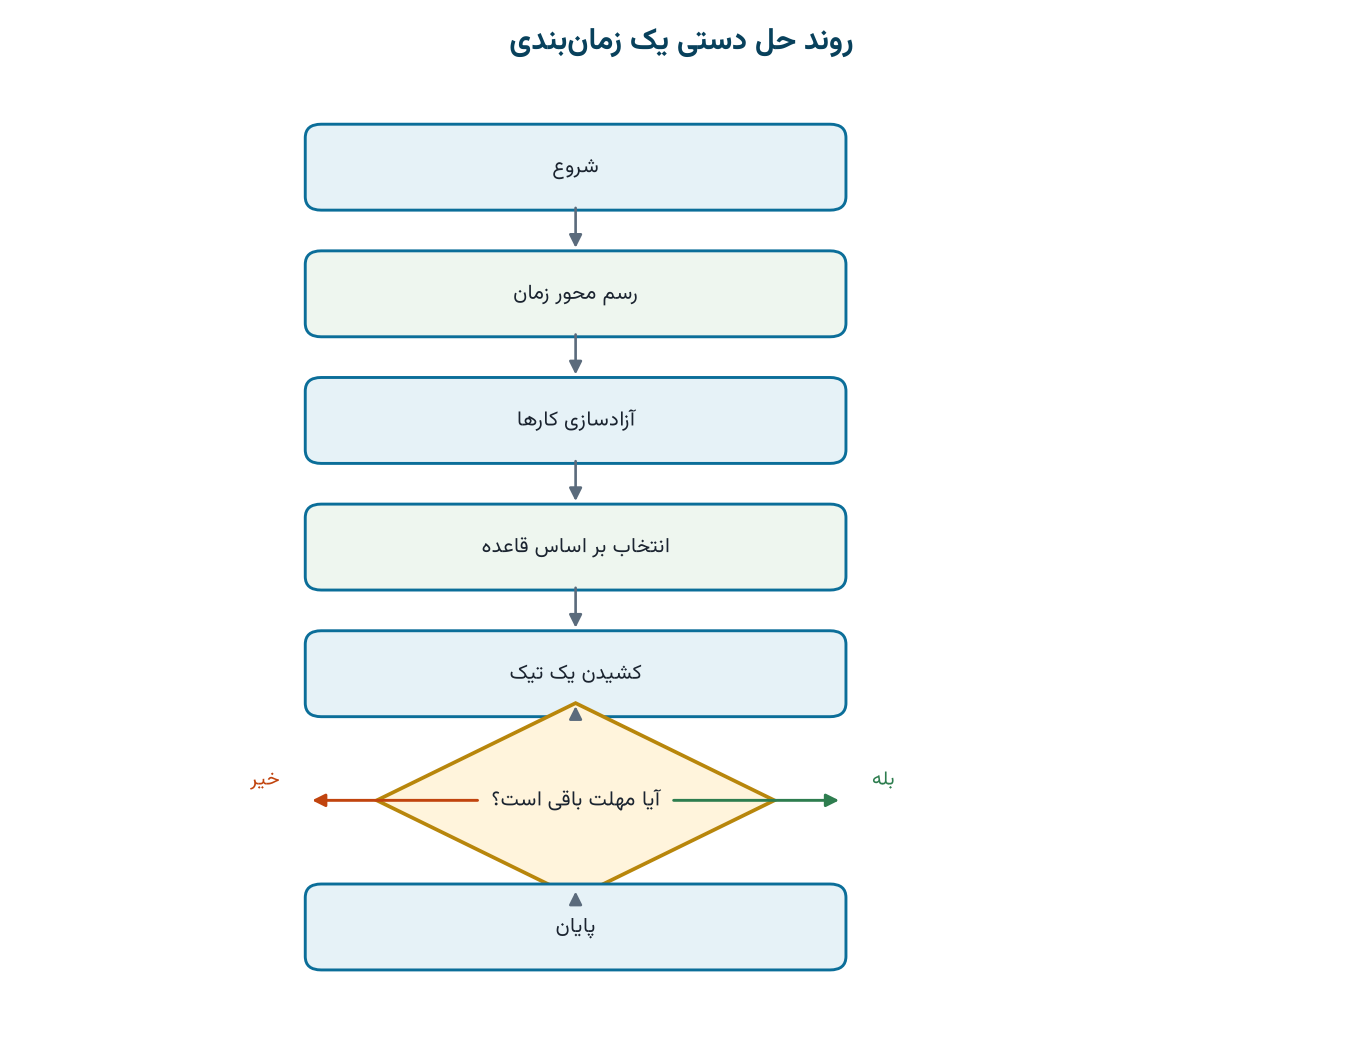 روند حل دستی یک زمان‌بندی
شروع
رسم محور زمان
آزادسازی کارها
انتخاب بر اساس قاعده
کشیدن یک تیک
بله
خیر
آیا مهلت باقی است؟
پایان